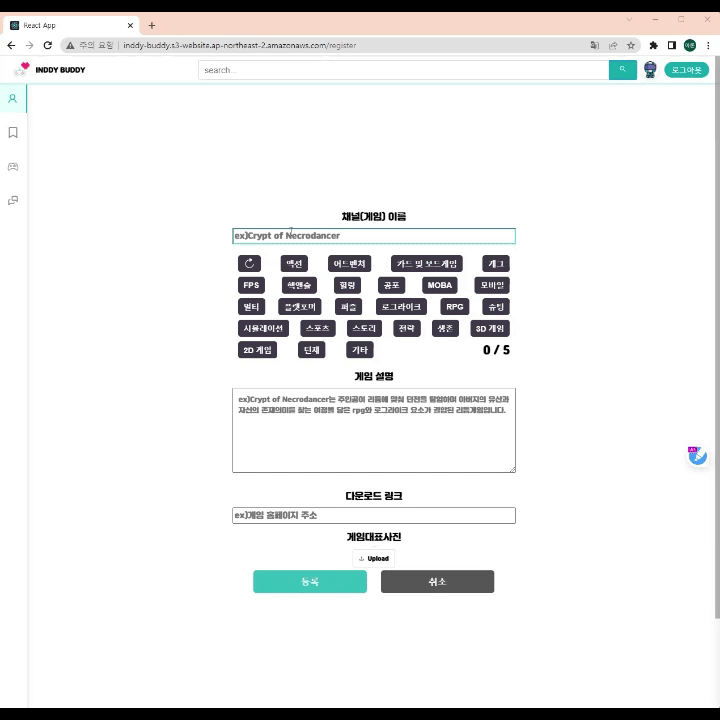 React App
주의 요함 inddy-buddy.s3-website.ap-northeast-2.amazonaws.com/register
이른
INDDY BUDDY
search...
로그아웃
채널(게임) 이름
ex)Crypt of Necrodancer
액션 어드벤처 카드 및 보드게임 개그
FPS 핵앤슬 힐링 공포 MOBA 모바일
멀티 플랫포머 퍼즐 로그라이크 RPG 슈팅
시뮬레이션 스포츠 스토리 전략 생존 3D 게임
2D 게임 단재 기타 0 / 5
게임 설명
ex)Crypt of Necrodancer는 주인공이 리듬에 맞춰 던전을 탐험하며 아버지의 유산과
자신의 존재의미를 찾는 여정을 담은 rpg와 로그라이크 요소가 결합된 리듬게임입니다.
다운로드 링크
ex)게임 홈페이지 주소
게임대표사진
Upload
등록 취소